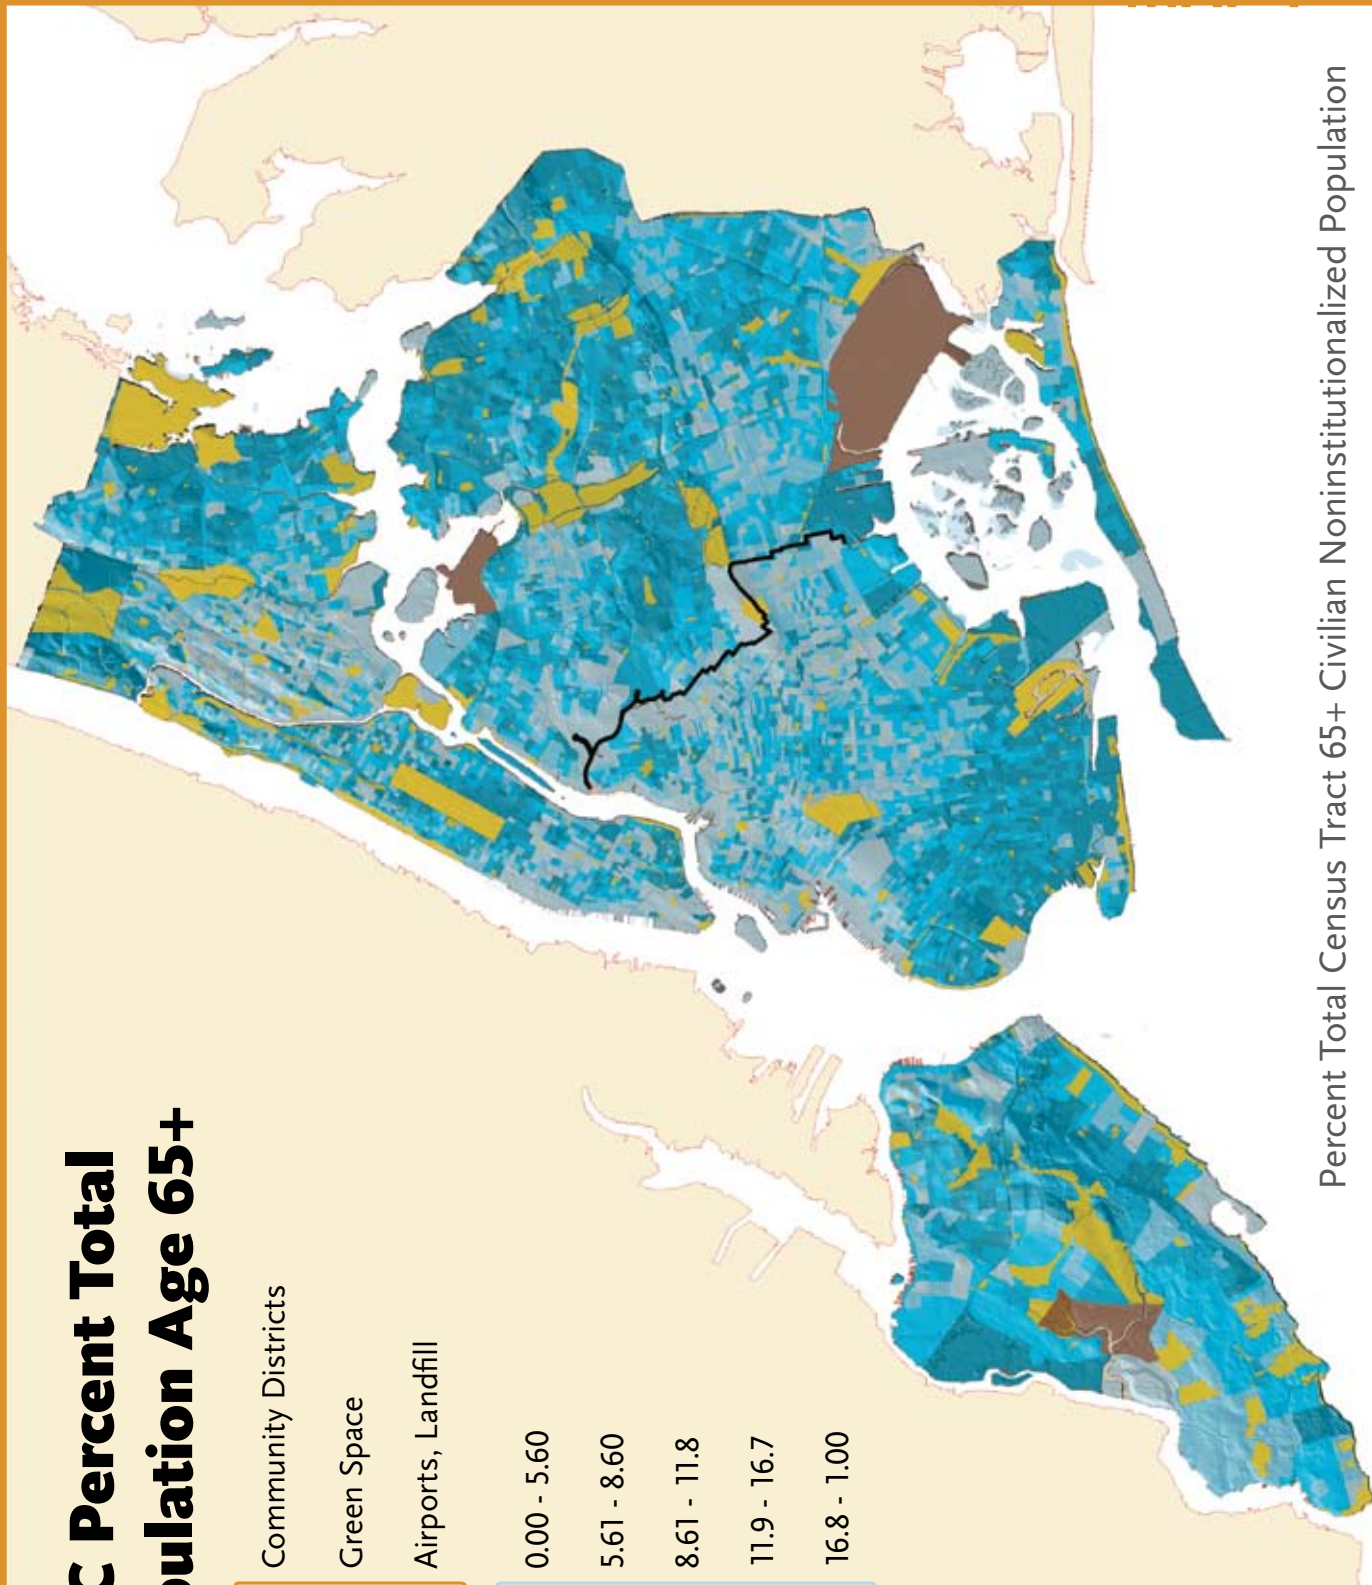 C Percent Total
pulation Age 65+
Community Districts
Green Space
Airports, Landfill
0.00 - 5.60
5.61 - 8.60
8.61 - 11.8
11.9 - 16.7
16.8 - 1.00
Percent Total Census Tract 65+ Civilian Noninstitutionalized Population